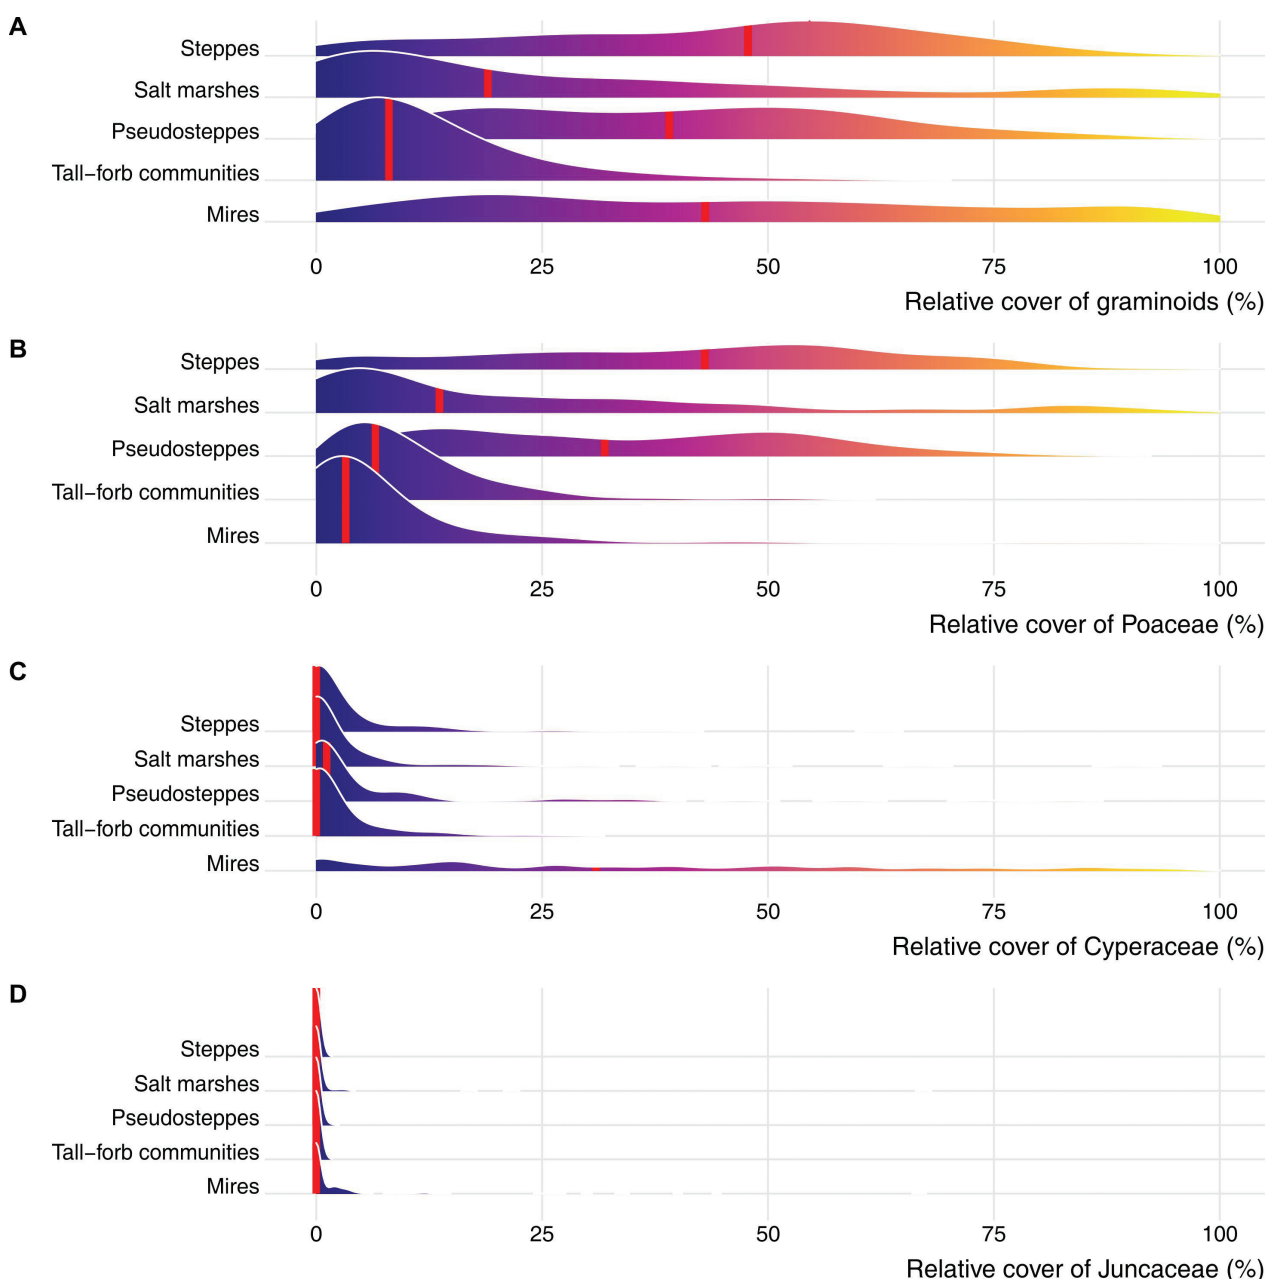 A
Steppes
Salt marshes
Pseudosteppes
Tall−forb communities
Mires
0 25 50 75 100
Relative cover of graminoids (%)
B
Steppes
Salt marshes
Pseudosteppes
Tall−forb communities
Mires
0 25 50 75 100
Relative cover of Poaceae (%)
C
Steppes
Salt marshes
Pseudosteppes
Tall−forb communities
Mires
0 25 50 75 100
Relative cover of Cyperaceae (%)
D
Steppes
Salt marshes
Pseudosteppes
Tall−forb communities
Mires
0 25 50 75 100
Relative cover of Juncaceae (%)